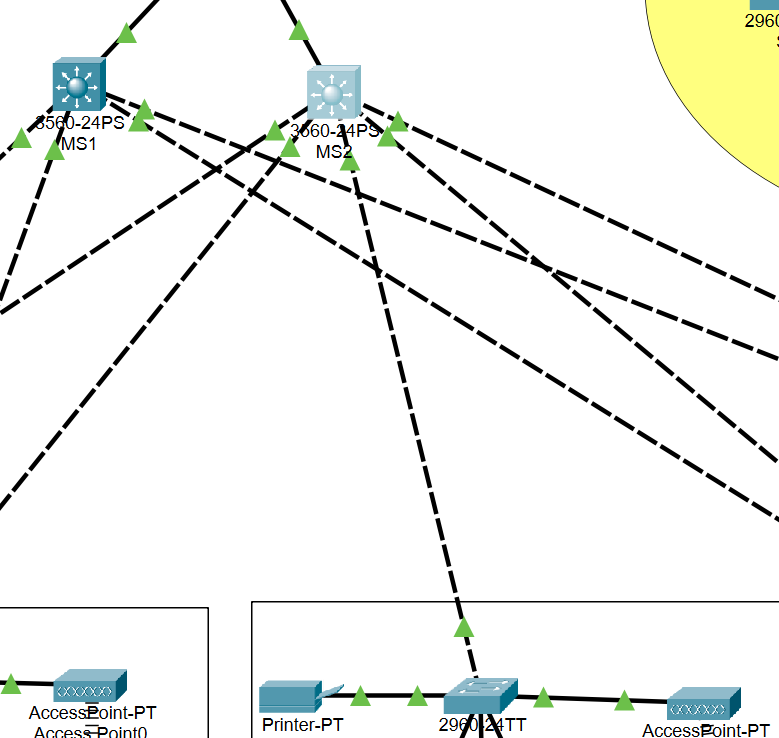 2960
3560-24PS
MS1
3560-24PS
MS2
AccessPoint-PT
Access Point0
Printer-PT
2960-24TT
AccessPoint-PT